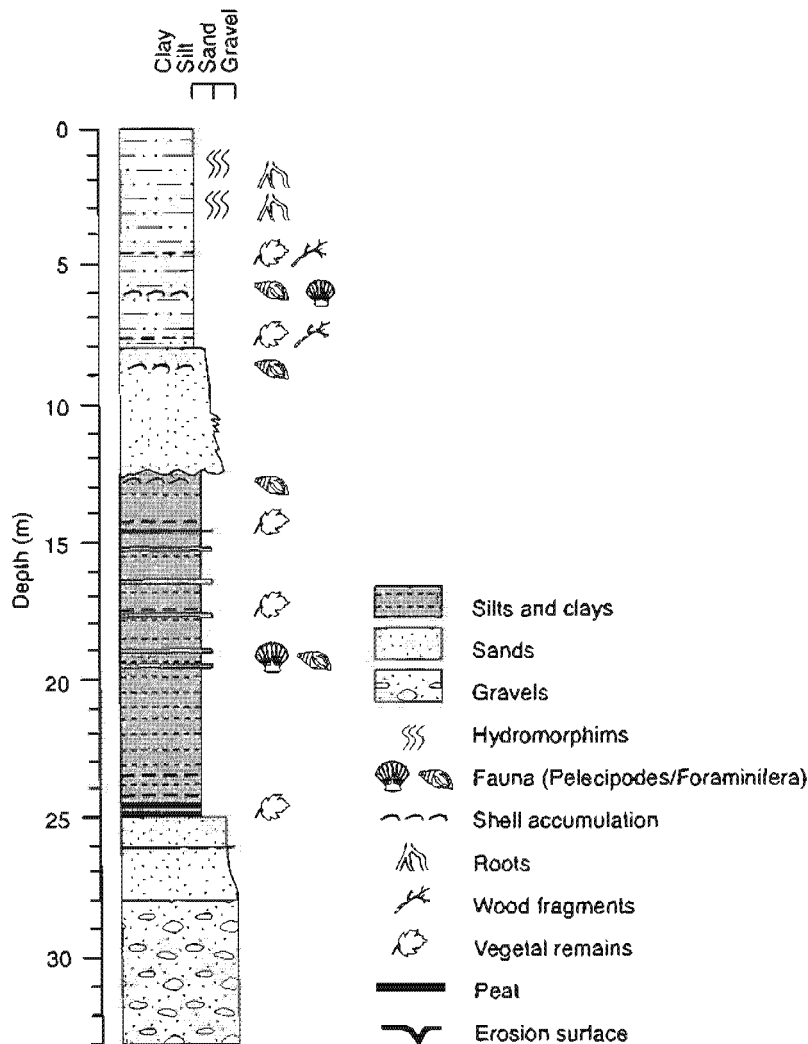 Clay
Silt
Sand
Gravel
0
5
10
15
20
25
30
Depth (m)
Silts and clays
Sands
Gravels
Hydromorphims
Fauna (Pelecipodes/Foraminifera)
Shell accumulation
Roots
Wood fragments
Vegetal remains
Peat
Erosion surface